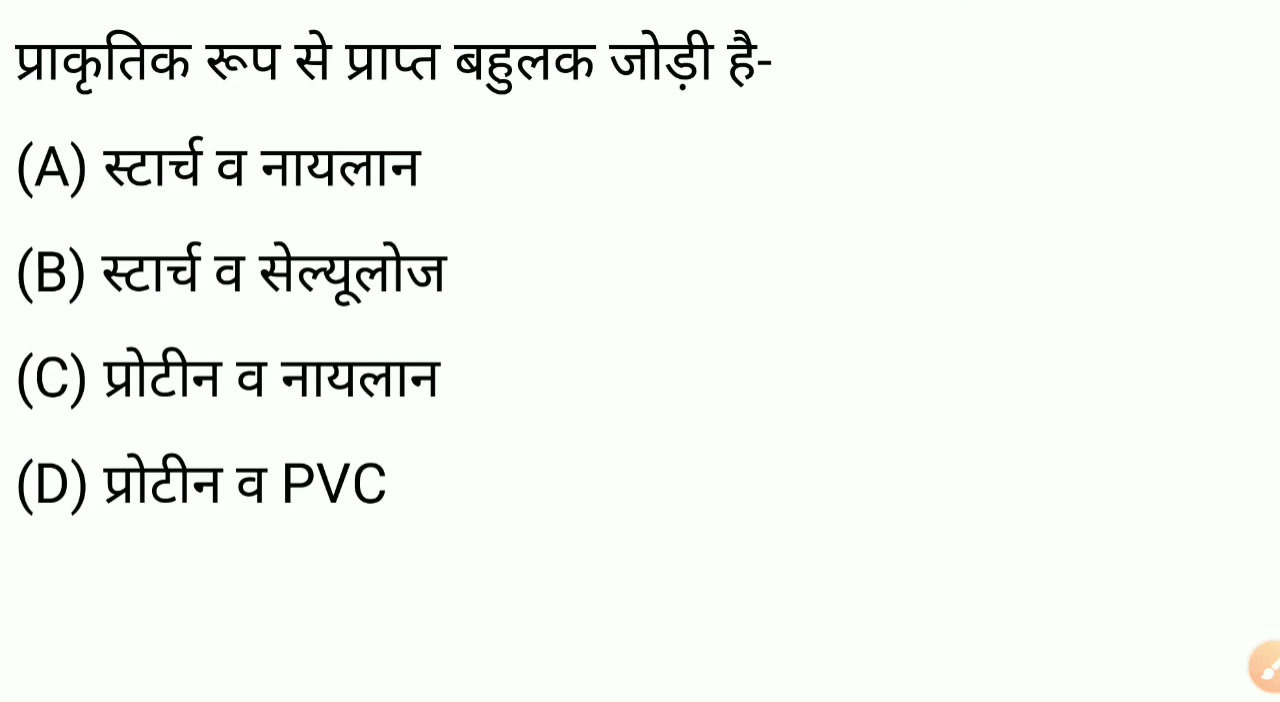 प्राकृतिक रूप से प्राप्त बहुलक जोड़ी है-
(A) स्टार्च व नायलान
(B) स्टार्च व सेल्यूलोज
(C) प्रोटीन व नायलान
(D) प्रोटीन व PVC